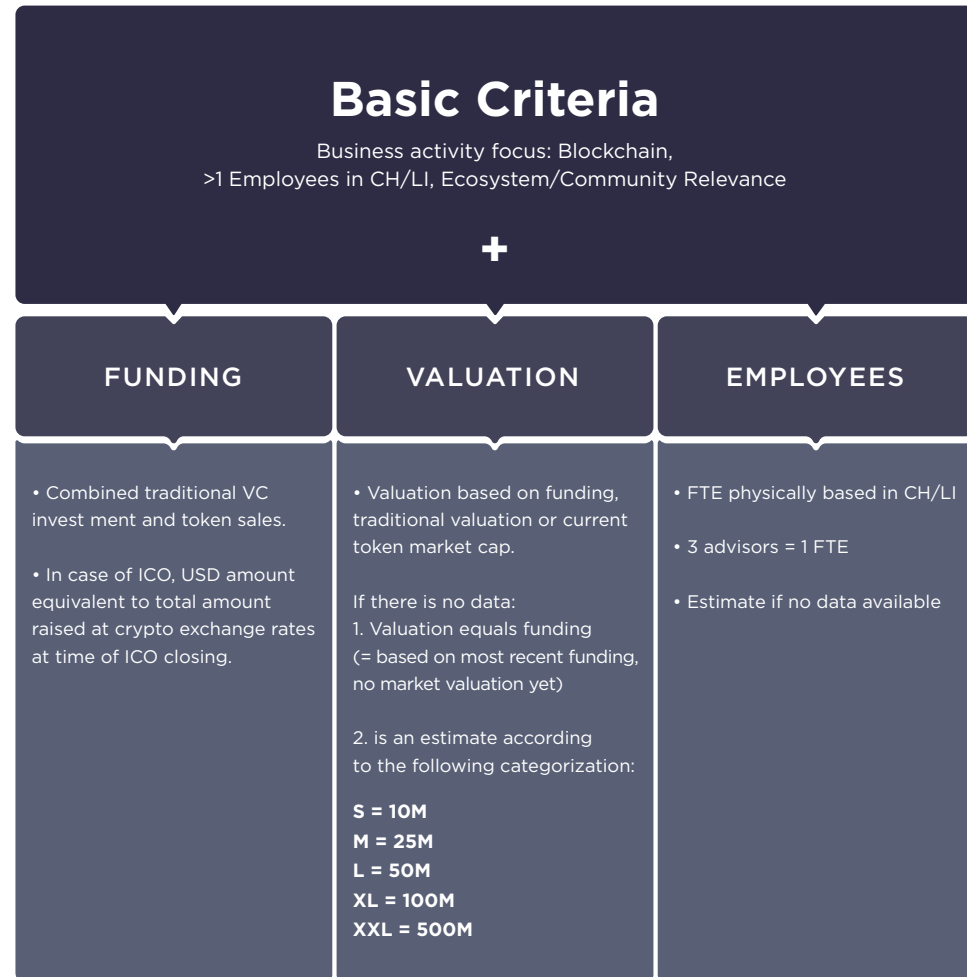 Basic Criteria
Business activity focus: Blockchain,
>1 Employees in CH/LI, Ecosystem/Community Relevance
+
FUNDING
• Combined traditional VC
invest ment and token sales.
• In case of ICO, USD amount
equivalent to total amount
raised at crypto exchange rates
at time of ICO closing.
VALUATION
• Valuation based on funding,
traditional valuation or current
token market cap.
If there is no data:
1. Valuation equals funding
(= based on most recent funding,
no market valuation yet)
2. is an estimate according
to the following categorization:
S = 10M
M = 25M
L = 50M
XL = 100M
XXL = 500M
EMPLOYEES
• FTE physically based in CH/LI
• 3 advisors = 1 FTE
• Estimate if no data available